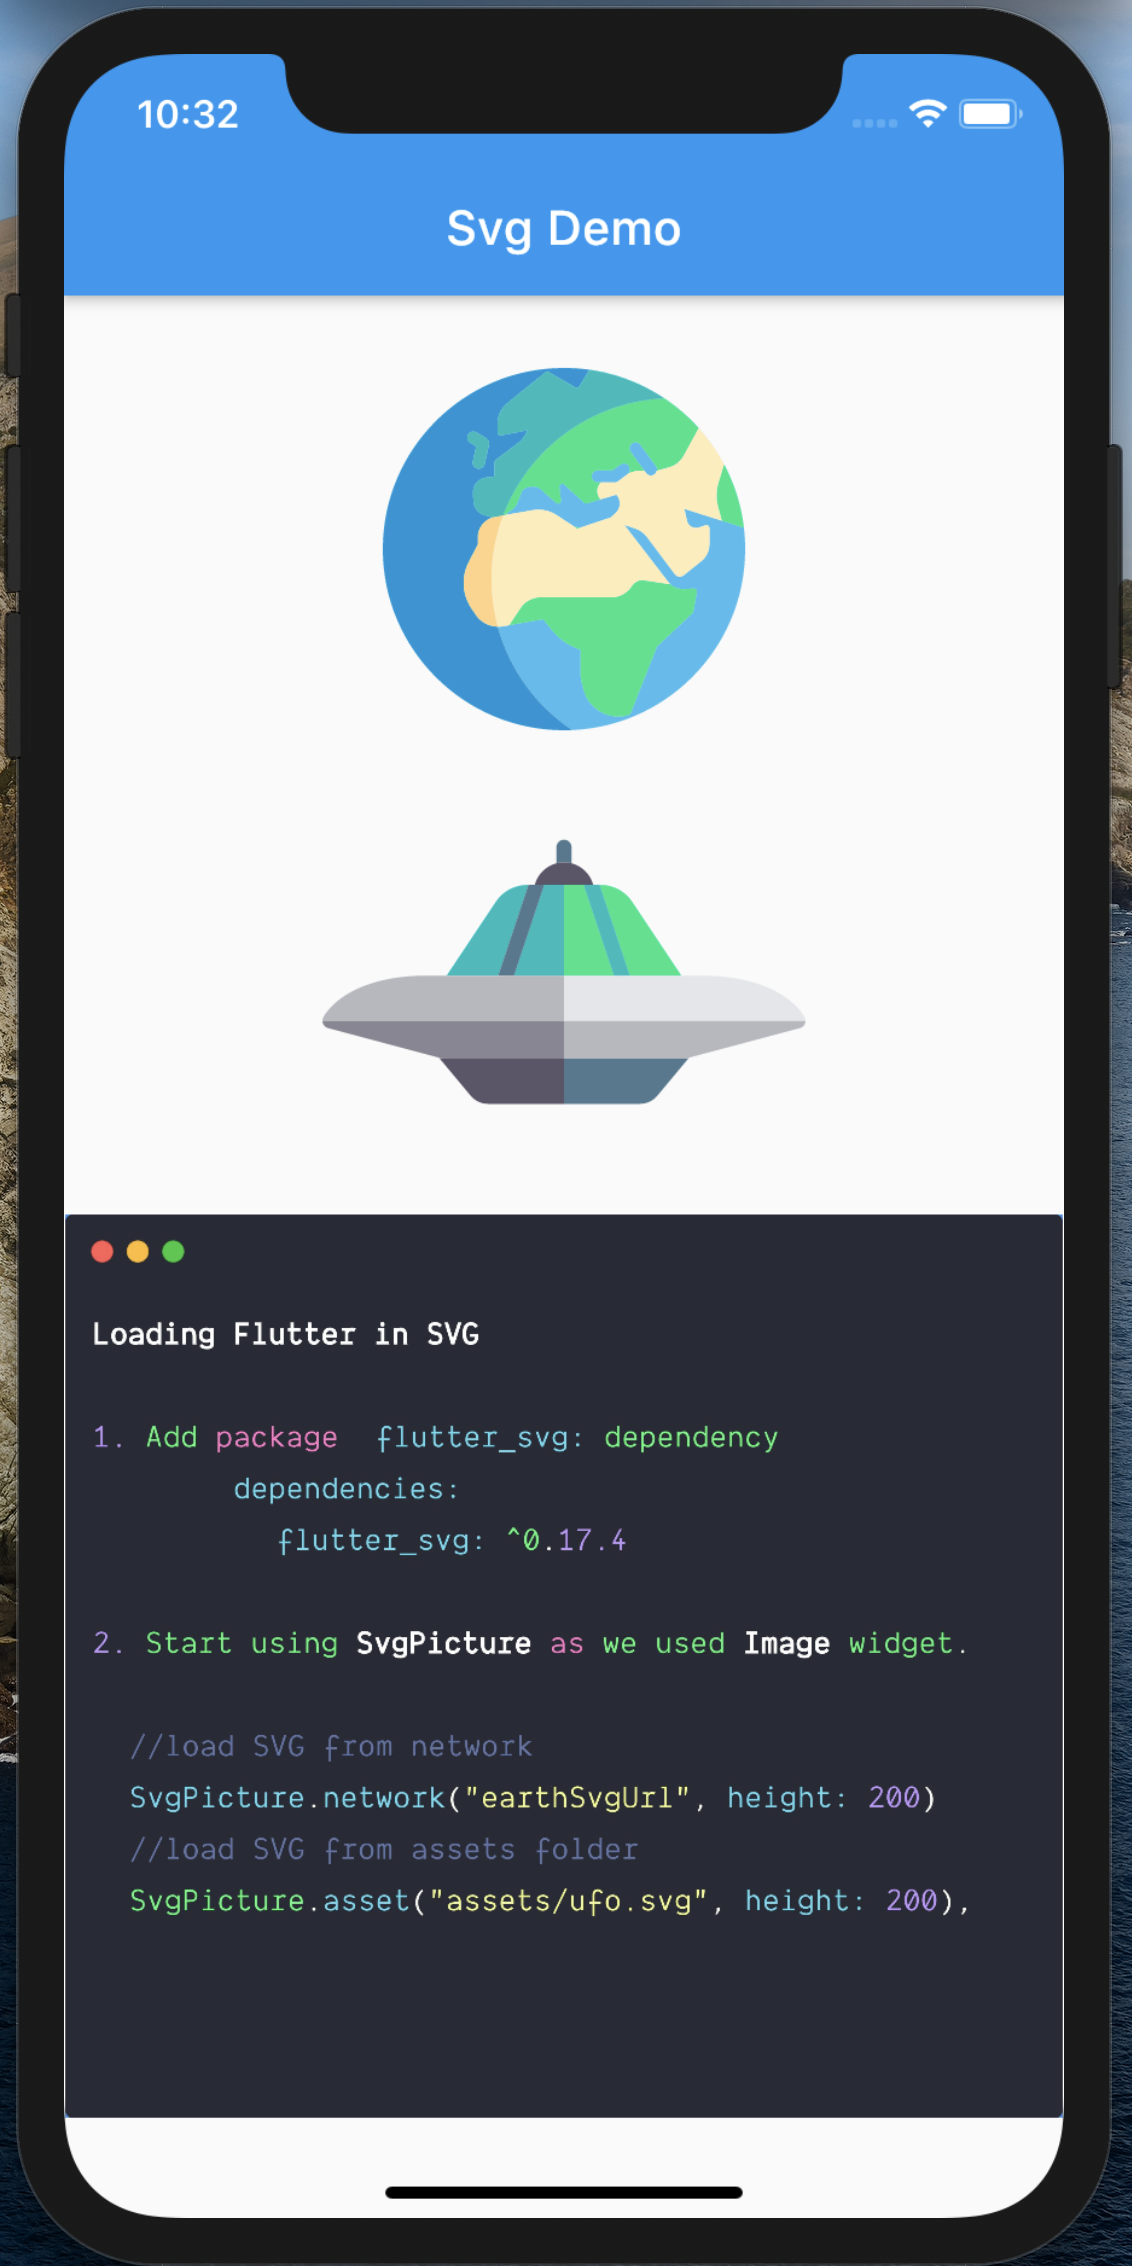 10:32
Svg Demo
Loading Flutter in SVG
1. Add package  flutter_svg: dependency
dependencies:
flutter_svg: ^0.17.4
2. Start using SvgPicture as we used Image widget.
//load SVG from network
SvgPicture.network("earthSvgUrl", height: 200)
//load SVG from assets folder
SvgPicture.asset("assets/ufo.svg", height: 200),